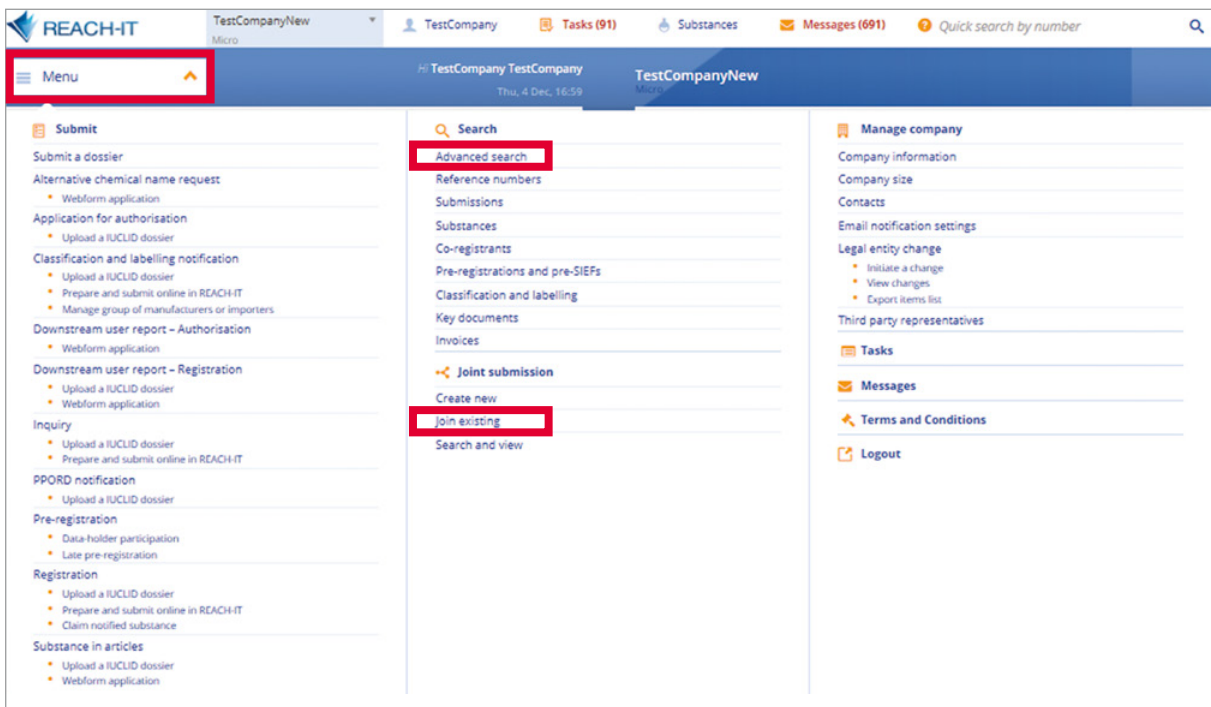 REACH-IT
TestCompanyNew
Micro
TestCompany
Tasks (91)
Substances
Messages (691)
Quick search by number
Menu
Hi TestCompany TestCompany
Thu, 4 Dec, 16:59
TestCompanyNew
Micro
Submit
Submit a dossier
Alternative chemical name request
Webform application
Application for authorisation
Upload a IUCLID dossier
Classification and labelling notification
Upload a IUCLID dossier
Prepare and submit online in REACH-IT
Manage group of manufacturers or importers
Downstream user report – Authorisation
Webform application
Downstream user report – Registration
Upload a IUCLID dossier
Webform application
Inquiry
Upload a IUCLID dossier
Prepare and submit online in REACH-IT
PPORD notification
Upload a IUCLID dossier
Pre-registration
Data-holder participation
Late pre-registration
Registration
Upload a IUCLID dossier
Prepare and submit online in REACH-IT
Claim notified substance
Substance in articles
Upload a IUCLID dossier
Webform application
Search
Advanced search
Reference numbers
Submissions
Substances
Co-registrants
Pre-registrations and pre-SIEFs
Classification and labelling
Key documents
Invoices
Joint submission
Create new
Join existing
Search and view
Manage company
Company information
Company size
Contacts
Email notification settings
Legal entity change
Initiate a change
View changes
Export items list
Third party representatives
Tasks
Messages
Terms and Conditions
Logout